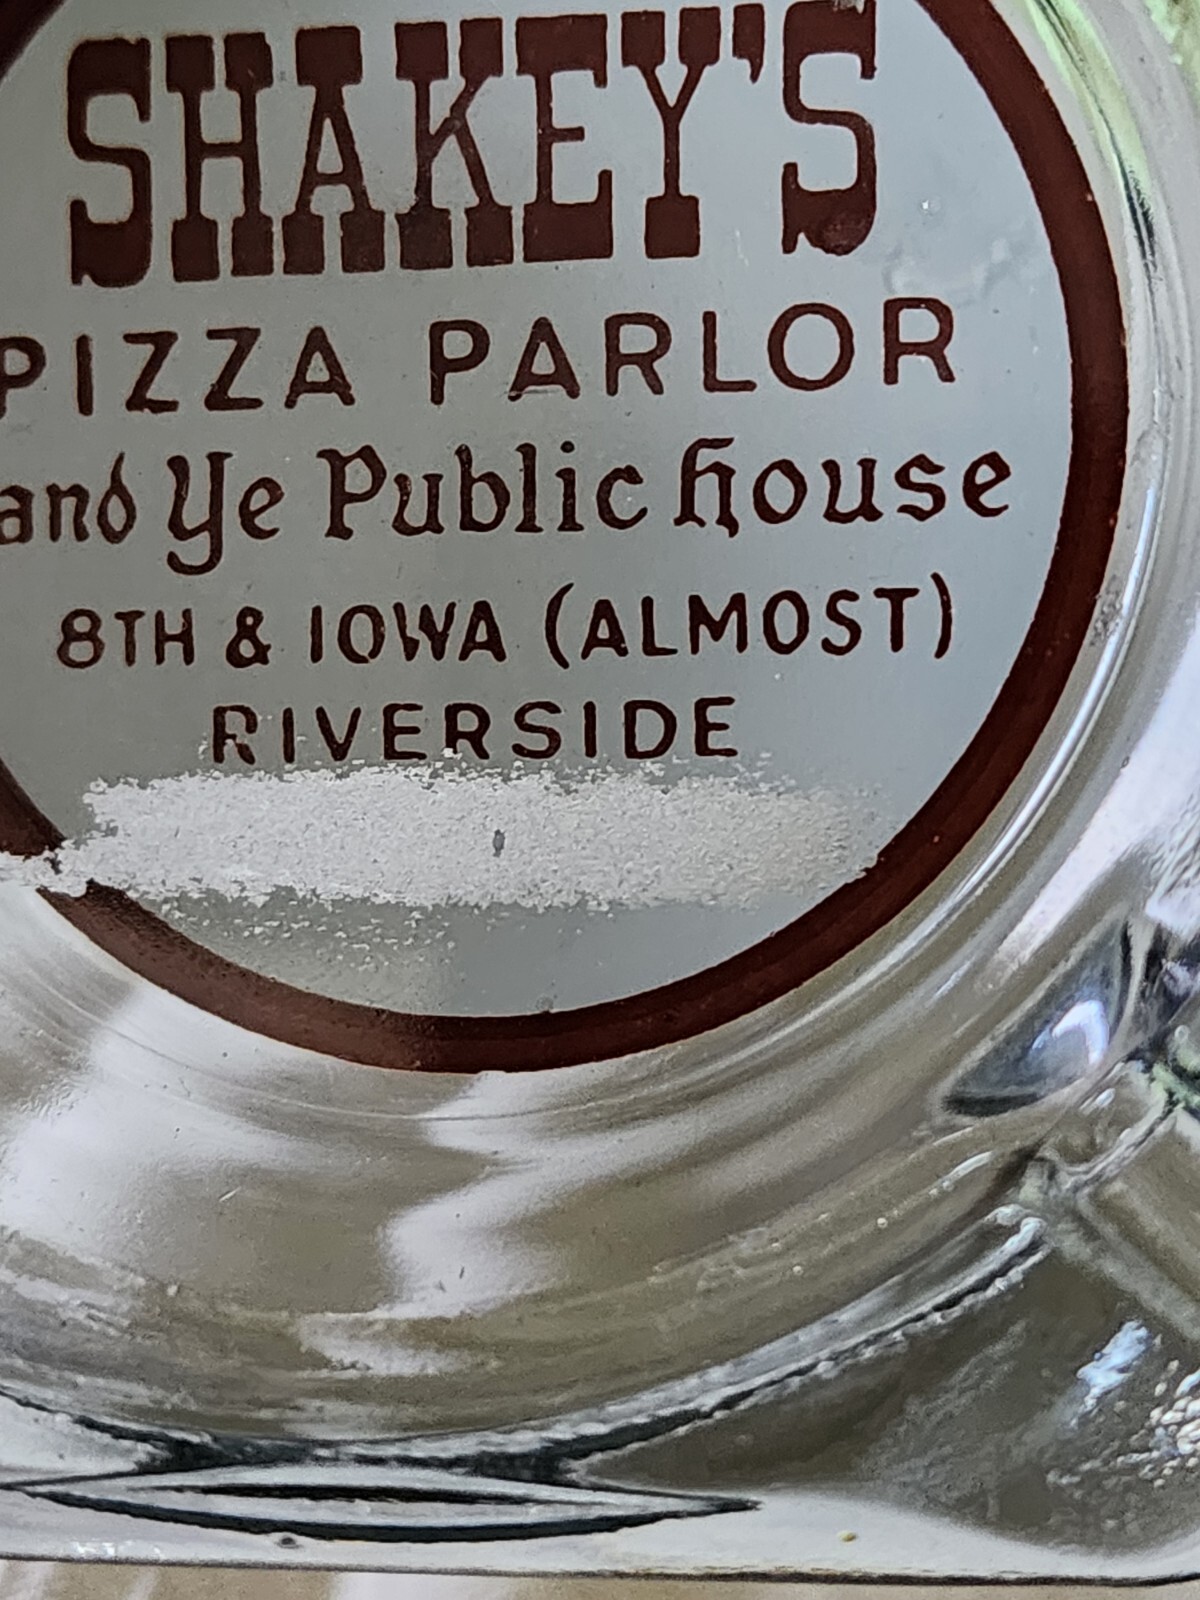 SHAKEY'S
PIZZA PARLOR
and Ye Public house
8TH & IOWA (ALMOST)
RIVERSIDE